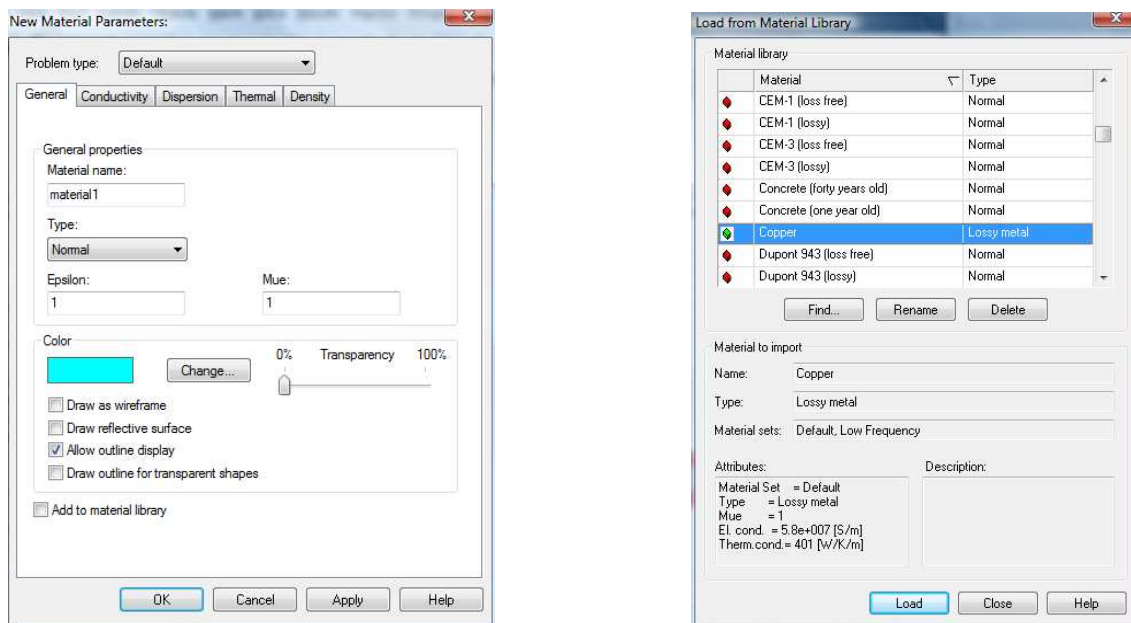 New Material Parameters:
Problem type: Default
General Conductivity Dispersion Thermal Density
General properties
Material name:
material1
Type:
Normal
Epsilon: Mue:
1 1
Color
0% Transparency 100%
Change...
Draw as wireframe
Draw reflective surface
Allow outline display
Draw outline for transparent shapes
Add to material library
OK Cancel Apply Help
Load from Material Library
Material library
Material Type
CEM-1 (loss free) Normal
CEM-1 (lossy) Normal
CEM-3 (loss free) Normal
CEM-3 (lossy) Normal
Concrete (forty years old) Normal
Concrete (one year old) Normal
Copper Lossy metal
Dupont 943 (loss free) Normal
Dupont 943 (lossy) Normal
Find... Rename Delete
Material to import
Name: Copper
Type: Lossy metal
Material sets: Default, Low Frequency
Attributes: Description:
Material Set = Default
Type = Lossy metal
Mue = 1
El. cond. = 5.8e+007 [S/m]
Therm.cond.= 401 [W/K/m]
Load Close Help